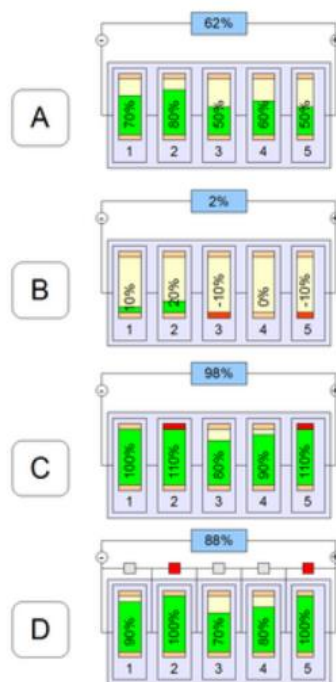 62%
A
70% 80% 50% 60% 50%
1 2 3 4 5
2%
B
10% 20% -10% 0% -10%
1 2 3 4 5
98%
C
100% 110% 80% 90% 110%
1 2 3 4 5
88%
D
90% 100% 70% 80% 100%
1 2 3 4 5